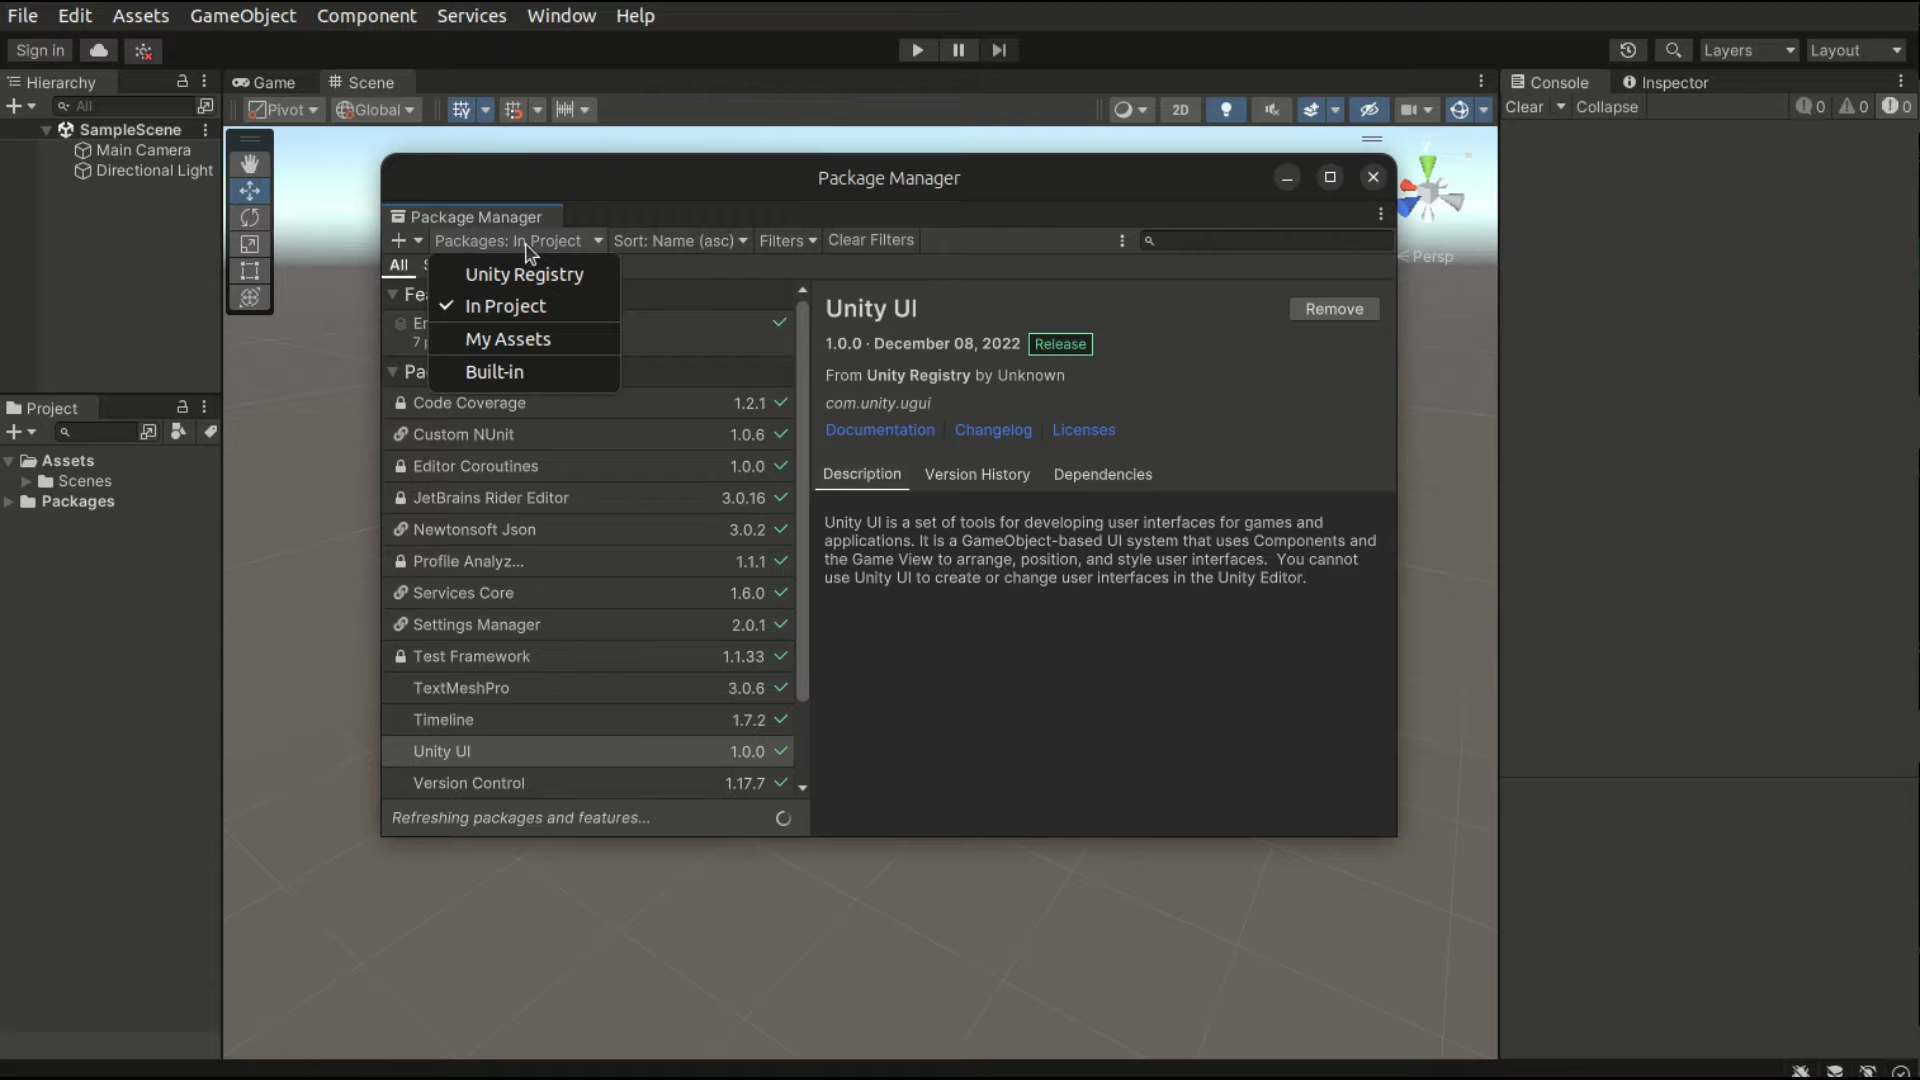 File Edit Assets GameObject Component Services Window Help
Sign in Layers Layout
Hierarchy Game Scene Console Inspector
All Pivot Global 2D Clear Collapse 0 0 0
SampleScene
Main Camera
Directional Light
Package Manager
Package Manager
Packages: In Project Sort: Name (asc) Filters Clear Filters
All
Persp
Unity Registry
In Project
My Assets
Built-in
Code Coverage 1.2.1
Custom NUnit 1.0.6
Editor Coroutines 1.0.0
JetBrains Rider Editor 3.0.16
Newtonsoft Json 3.0.2
Profile Analyz... 1.1.1
Services Core 1.6.0
Settings Manager 2.0.1
Test Framework 1.1.33
TextMeshPro 3.0.6
Timeline 1.7.2
Unity UI 1.0.0
Version Control 1.17.7
Refreshing packages and features...
Unity UI Remove
1.0.0 · December 08, 2022 Release
From Unity Registry by Unknown
com.unity.ugui
Documentation Changelog Licenses
Description Version History Dependencies
Unity UI is a set of tools for developing user interfaces for games and
applications. It is a GameObject-based UI system that uses Components and
the Game View to arrange, position, and style user interfaces. You cannot
use Unity UI to create or change user interfaces in the Unity Editor.
Project
Assets
Scenes
Packages